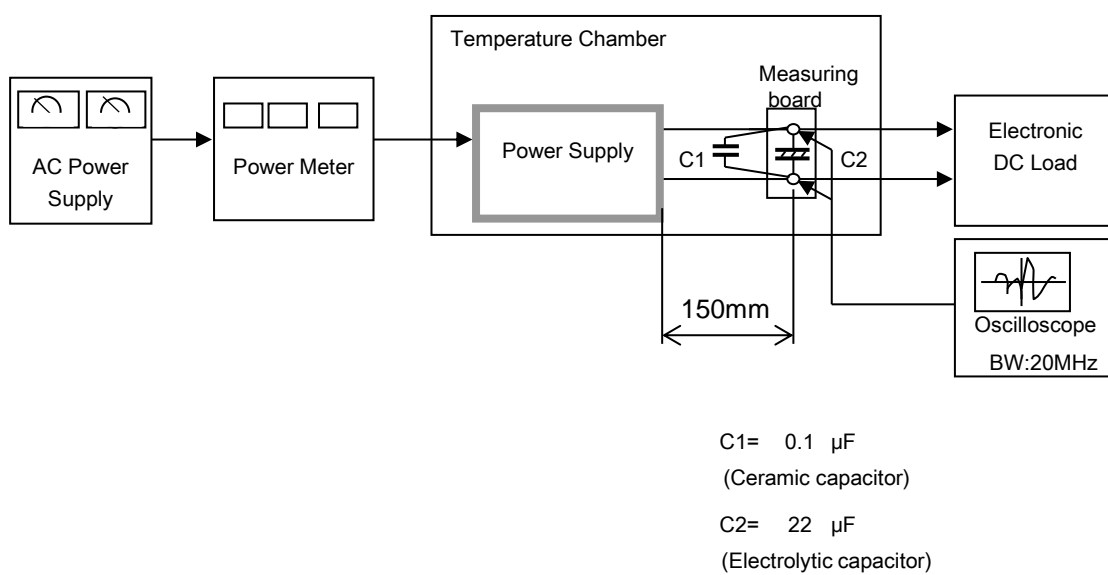 Temperature Chamber
Measuring
board
AC Power
Supply
Power Meter
Power Supply
C1
C2
Electronic
DC Load
150mm
Oscilloscope
BW:20MHz
C1= 0.1 µF
(Ceramic capacitor)
C2= 22 µF
(Electrolytic capacitor)